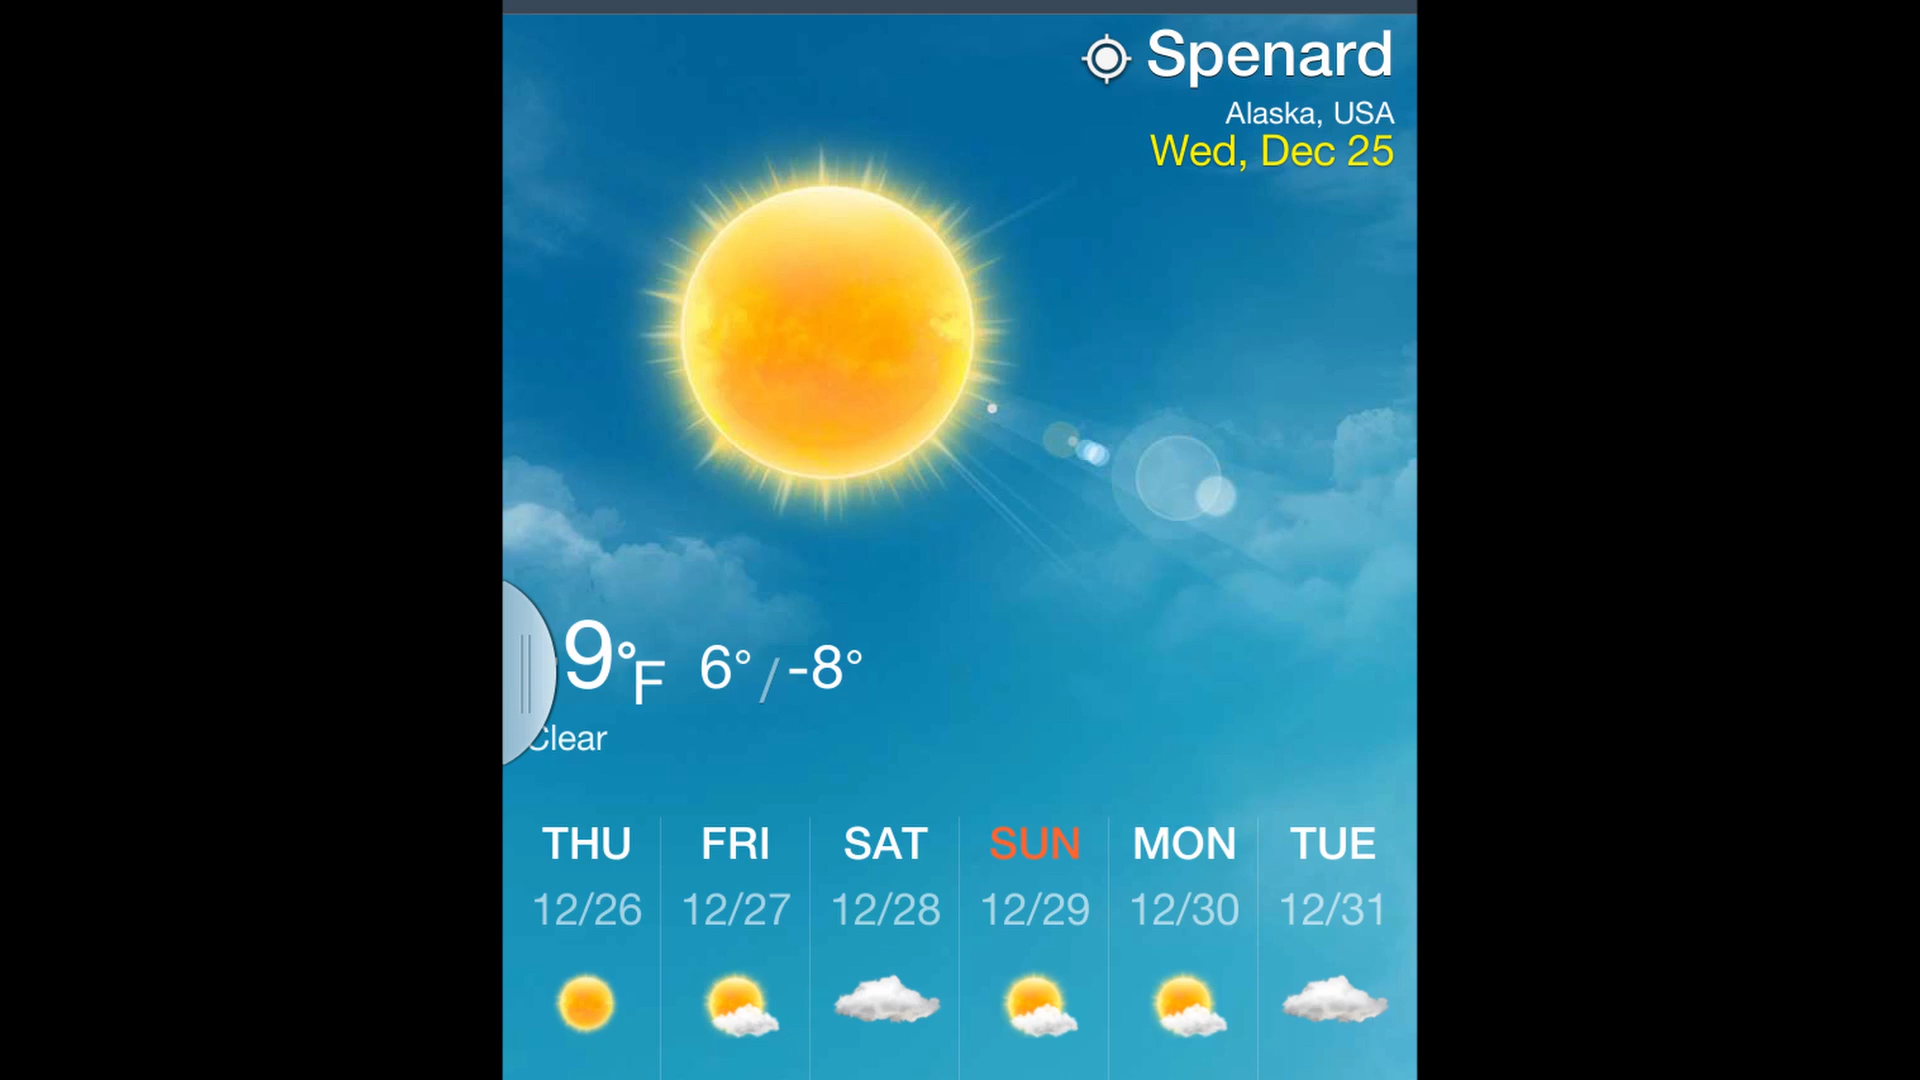 Spenard
Alaska, USA
Wed, Dec 25
9°F 6°/-8°
Clear
THU FRI SAT SUN MON TUE
12/26 12/27 12/28 12/29 12/30 12/31